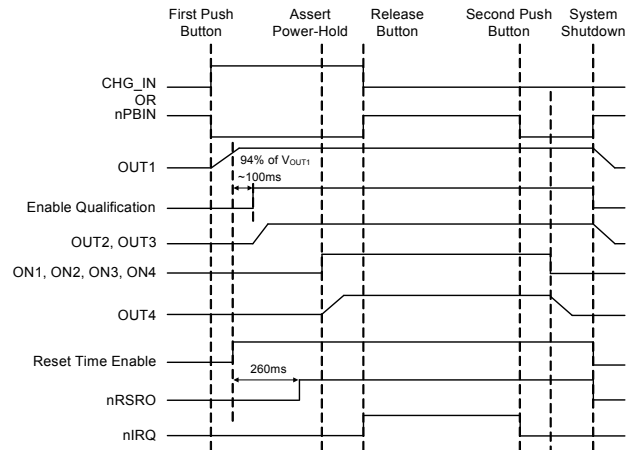 First Push Button
Assert Power-Hold
Release Button
Second Push Button
System Shutdown
CHG_IN
OR
nPBIN
OUT1
94% of VOUT1
~100ms
Enable Qualification
OUT2, OUT3
ON1, ON2, ON3, ON4
OUT4
Reset Time Enable
260ms
nRSRO
nIRQ